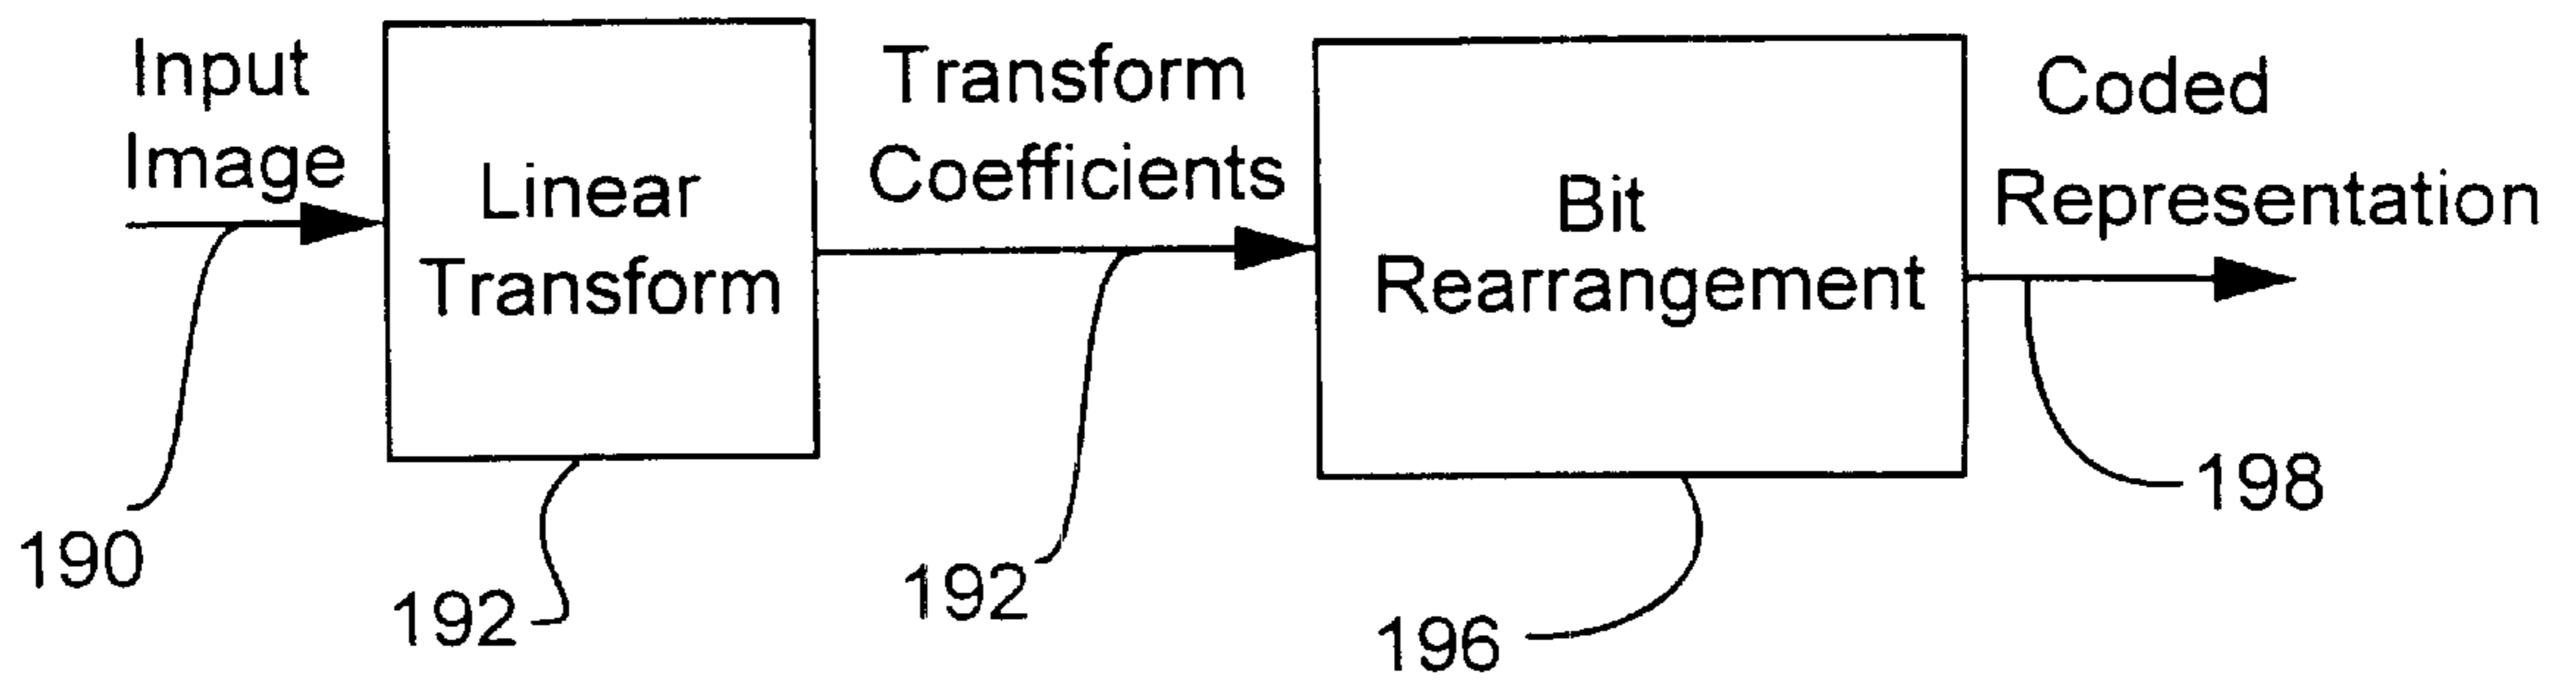 Input
Image
Linear
Transform
Transform
Coefficients
Bit
Rearrangement
Coded
Representation
190
192
192
196
198